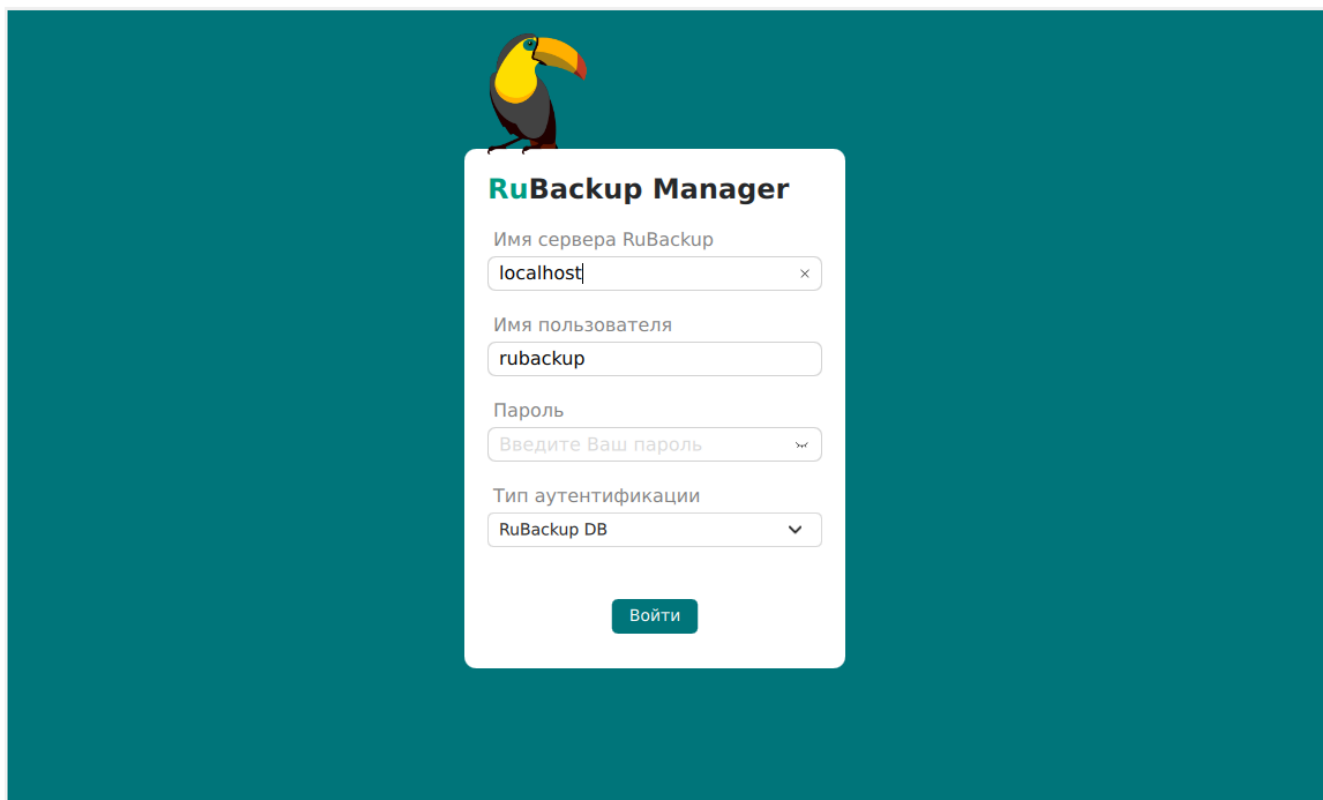 RuBackup Manager
Имя сервера RuBackup
localhost
Имя пользователя
rubackup
Пароль
Введите Ваш пароль
Тип аутентификации
RuBackup DB
Войти